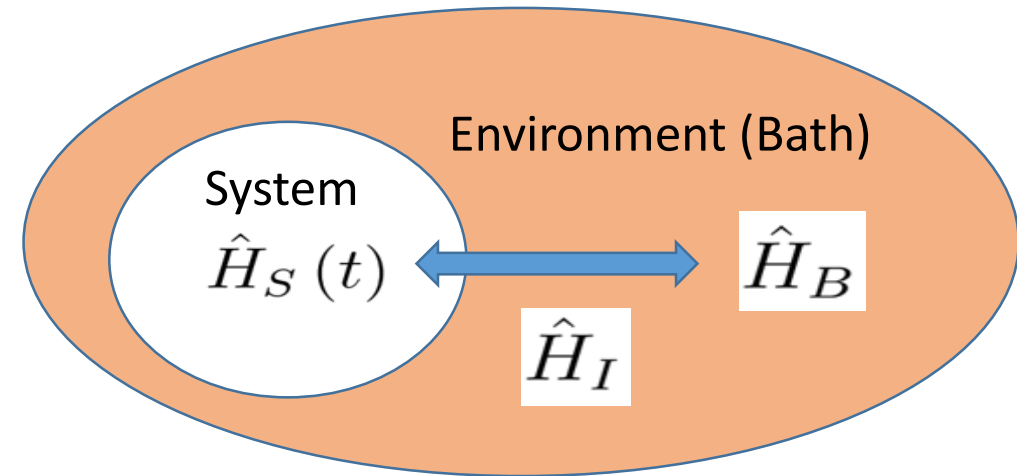 Environment (Bath)
System
Ĥ_S (t)
Ĥ_B
Ĥ_I